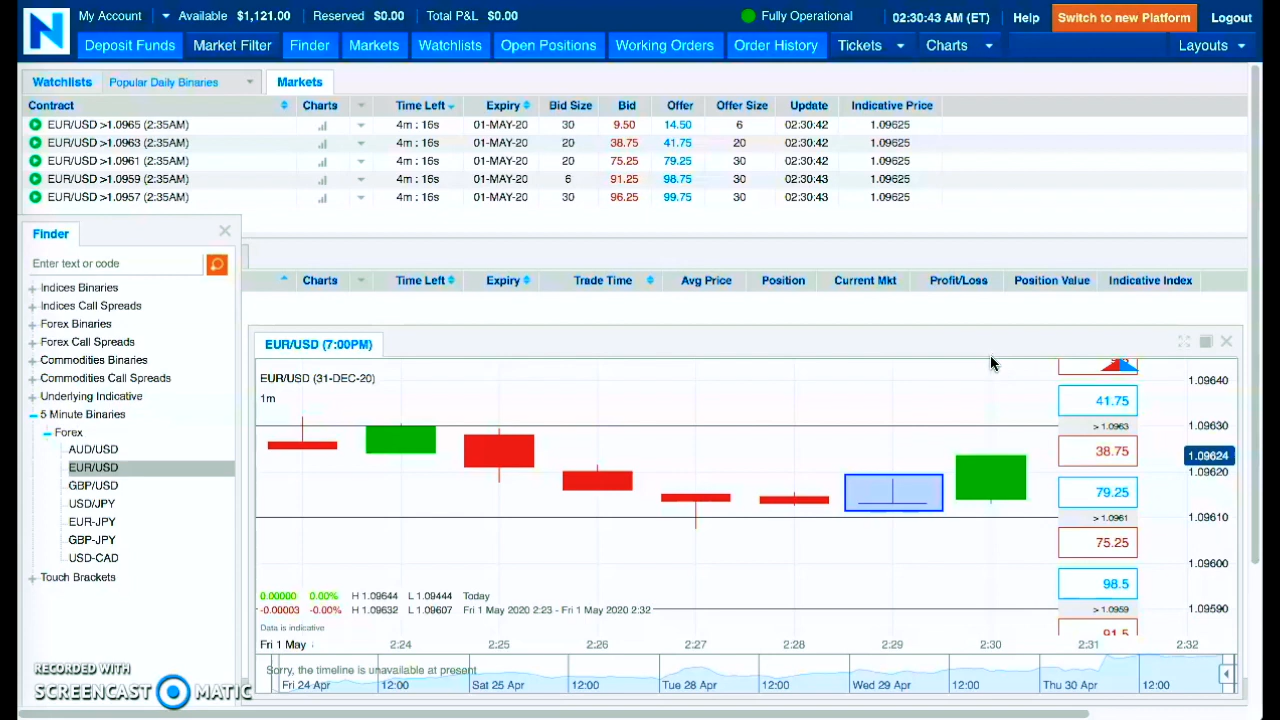 My Account Available $1,121.00 Reserved $0.00 Total P&L $0.00 Fully Operational 02:30:43 AM (ET) Help Switch to new Platform Logout
N
Deposit Funds Market Filter Finder Markets Watchlists Open Positions Working Orders Order History Tickets Charts Layouts
Watchlists Popular Daily Binaries Markets
Contract Charts Time Left Expiry Bid Size Bid Offer Offer Size Update Indicative Price
EUR/USD >1.0965 (2:35AM) 4m : 16s 01-MAY-20 30 9.50 14.50 6 02:30:42 1.09625
EUR/USD >1.0963 (2:35AM) 4m : 16s 01-MAY-20 20 38.75 41.75 20 02:30:42 1.09625
EUR/USD >1.0961 (2:35AM) 4m : 16s 01-MAY-20 20 75.25 79.25 30 02:30:42 1.09625
EUR/USD >1.0959 (2:35AM) 4m : 16s 01-MAY-20 6 91.25 98.75 30 02:30:43 1.09625
EUR/USD >1.0957 (2:35AM) 4m : 16s 01-MAY-20 30 96.25 99.75 30 02:30:43 1.09625
Finder
Enter text or code
Indices Binaries
Indices Call Spreads
Forex Binaries
Forex Call Spreads
Commodities Binaries
Commodities Call Spreads
Underlying Indicative
5 Minute Binaries
Forex
AUD/USD
EUR/USD
GBP/USD
USD/JPY
EUR-JPY
GBP-JPY
USD-CAD
Touch Brackets
Charts Time Left Expiry Trade Time Avg Price Position Current Mkt Profit/Loss Position Value Indicative Index
EUR/USD (7:00PM)
EUR/USD (31-DEC-20)
1m
41.75
> 1.0963
38.75
79.25
> 1.0961
75.25
98.5
> 1.0959
91.5
1.09640
1.09630
1.09624
1.09620
1.09610
1.09600
1.09590
0.00000 0.00% H 1.09644 L 1.09444 Today
-0.00003 -0.00% H 1.09632 L 1.09607 Fri 1 May 2020 2:23 - Fri 1 May 2020 2:32
Data is indicative
Fri 1 May 2:24 2:25 2:26 2:27 2:28 2:29 2:30 2:31 2:32
Sorry, the timeline is unavailable at present
Fri 24 Apr 12:00 Sat 25 Apr 12:00 Tue 28 Apr 12:00 Wed 29 Apr 12:00 Thu 30 Apr 12:00
RECORDED WITH
SCREENCAST MATIC